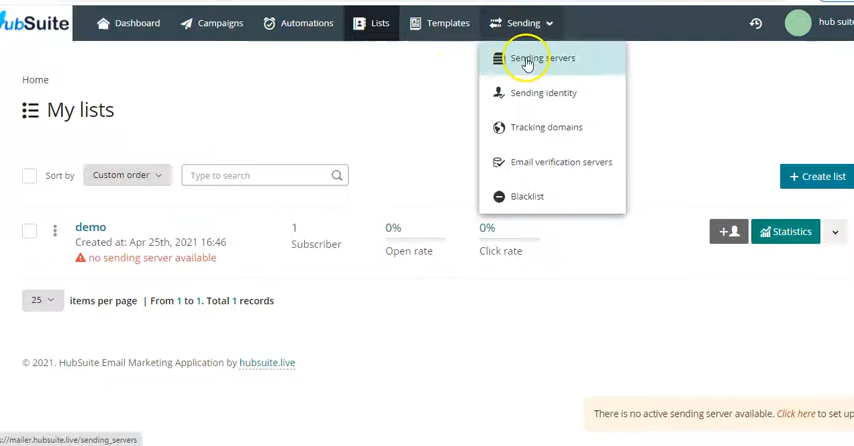 ubSuite Dashboard Campaigns Automations Lists Templates Sending hub suite
Sending servers
Home
Sending identity
My lists
Tracking domains
Email verification servers
Sort by Custom order Type to search + Create list
Blacklist
demo 1 0% 0% Statistics
Created at: Apr 25th, 2021 16:46 Subscriber Open rate Click rate
no sending server available
25 items per page | From 1 to 1. Total 1 records
© 2021. HubSuite Email Marketing Application by hubsuite.live
There is no active sending server available. Click here to set up
s://mailer.hubsuite.live/sending_servers